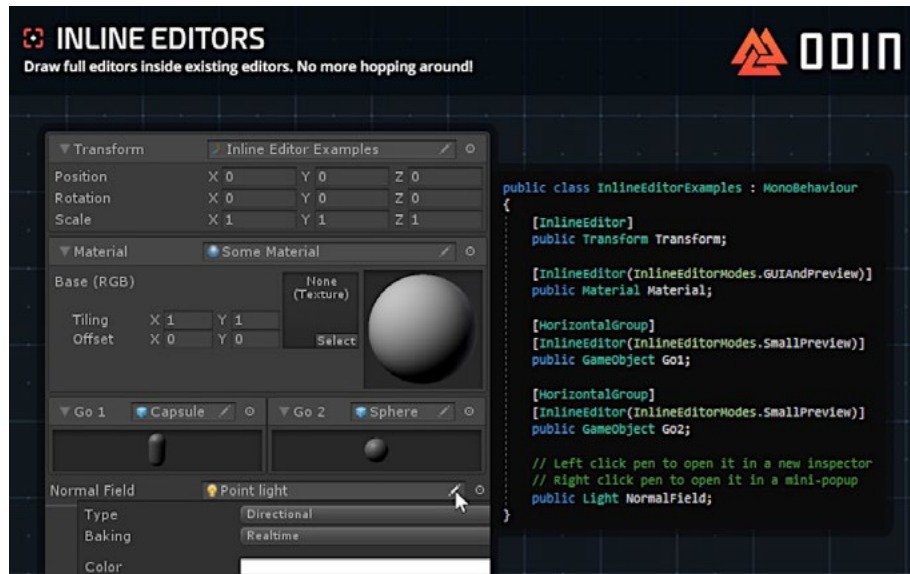 INLINE EDITORS
Draw full editors inside existing editors. No more hopping around!
ODIN
Transform Inline Editor Examples
Position X 0 Y 0 Z 0
Rotation X 0 Y 0 Z 0
Scale X 1 Y 1 Z 1
Material Some Material
Base (RGB) None
(Texture)
Tiling X 1 Y 1
Offset X 0 Y 0 Select
Go 1 Capsule Go 2 Sphere
Normal Field Point light
Type Directional
Baking Realtime
Color
public class InlineEditorExamples : MonoBehaviour
{
[InlineEditor]
public Transform Transform;
[InlineEditor(InlineEditorModes.GUIAndPreview)]
public Material Material;
[HorizontalGroup]
[InlineEditor(InlineEditorModes.SmallPreview)]
public GameObject Go1;
[HorizontalGroup]
[InlineEditor(InlineEditorModes.SmallPreview)]
public GameObject Go2;
// Left click pen to open it in a new inspector
// Right click pen to open it in a mini-popup
public Light NormalField;
}